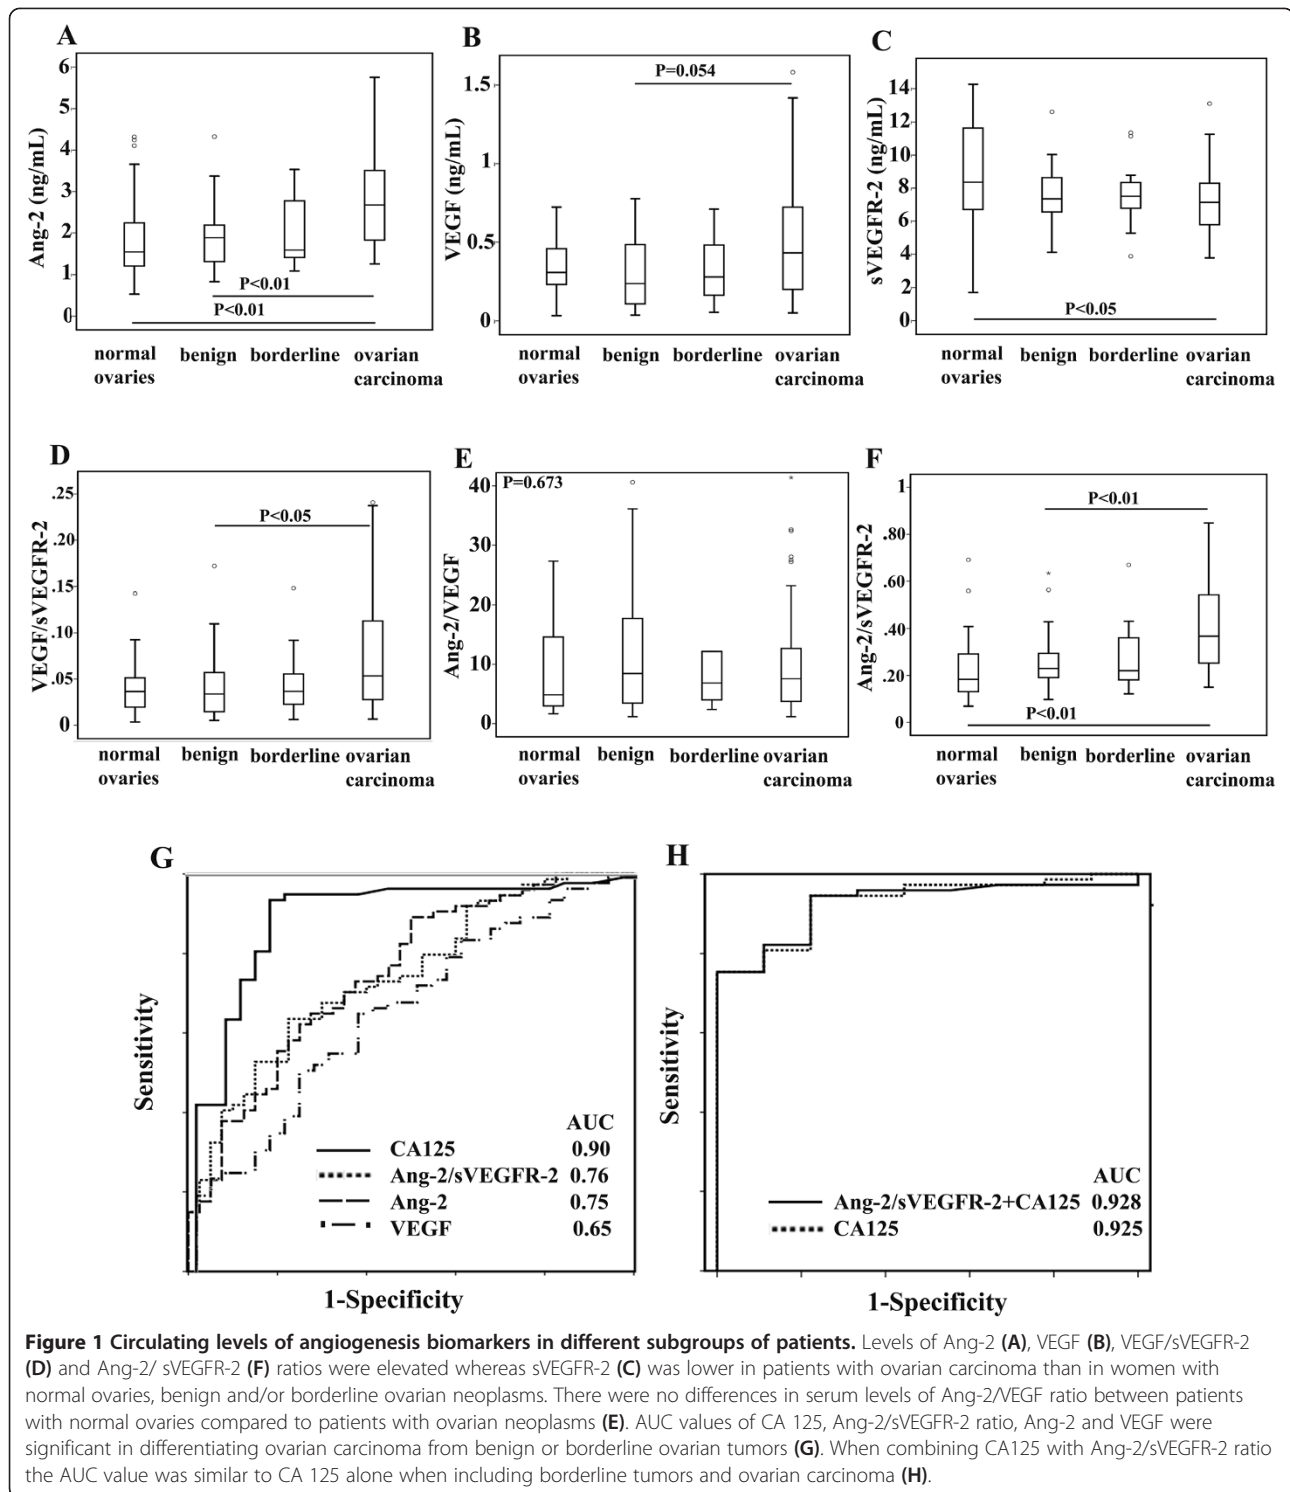 A
6
5
4
3
2
1
0
Ang-2 (ng/mL)
P<0.01
P<0.01
normal ovaries
benign
borderline
ovarian carcinoma
B
P=0.054
1.5
1
0.5
0
VEGF (ng/mL)
normal ovaries
benign
borderline
ovarian carcinoma
C
14
12
10
8
6
4
2
0
sVEGFR-2 (ng/mL)
P<0.05
normal ovaries
benign
borderline
ovarian carcinoma
D
.25
.20
.15
.10
.05
0
VEGF/sVEGFR-2
P<0.05
normal ovaries
benign
borderline
ovarian carcinoma
E
P=0.673
40
30
20
10
0
Ang-2/VEGF
normal ovaries
benign
borderline
ovarian carcinoma
F
1
.80
.60
.40
.20
0
Ang-2/sVEGFR-2
P<0.01
P<0.01
normal ovaries
benign
borderline
ovarian carcinoma
G
Sensitivity
AUC
CA125 0.90
Ang-2/sVEGFR-2 0.76
Ang-2 0.75
VEGF 0.65
1-Specificity
H
Sensitivity
AUC
Ang-2/sVEGFR-2+CA125 0.928
CA125 0.925
1-Specificity
Figure 1 Circulating levels of angiogenesis biomarkers in different subgroups of patients. Levels of Ang-2 (A), VEGF (B), VEGF/sVEGFR-2
(D) and Ang-2/ sVEGFR-2 (F) ratios were elevated whereas sVEGFR-2 (C) was lower in patients with ovarian carcinoma than in women with
normal ovaries, benign and/or borderline ovarian neoplasms. There were no differences in serum levels of Ang-2/VEGF ratio between patients
with normal ovaries compared to patients with ovarian neoplasms (E). AUC values of CA 125, Ang-2/sVEGFR-2 ratio, Ang-2 and VEGF were
significant in differentiating ovarian carcinoma from benign or borderline ovarian tumors (G). When combining CA125 with Ang-2/sVEGFR-2 ratio
the AUC value was similar to CA 125 alone when including borderline tumors and ovarian carcinoma (H).